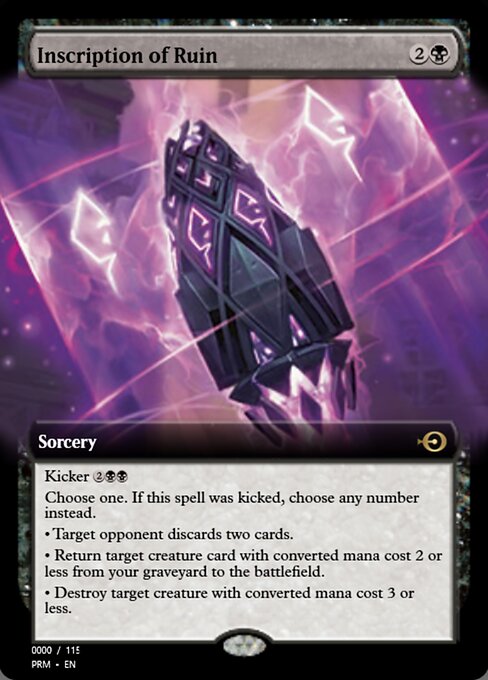 Inscription of Ruin 2
Sorcery
Kicker 2
Choose one. If this spell was kicked, choose any number
instead.
• Target opponent discards two cards.
• Return target creature card with converted mana cost 2 or
less from your graveyard to the battlefield.
• Destroy target creature with converted mana cost 3 or
less.
0000 / 115
PRM • EN